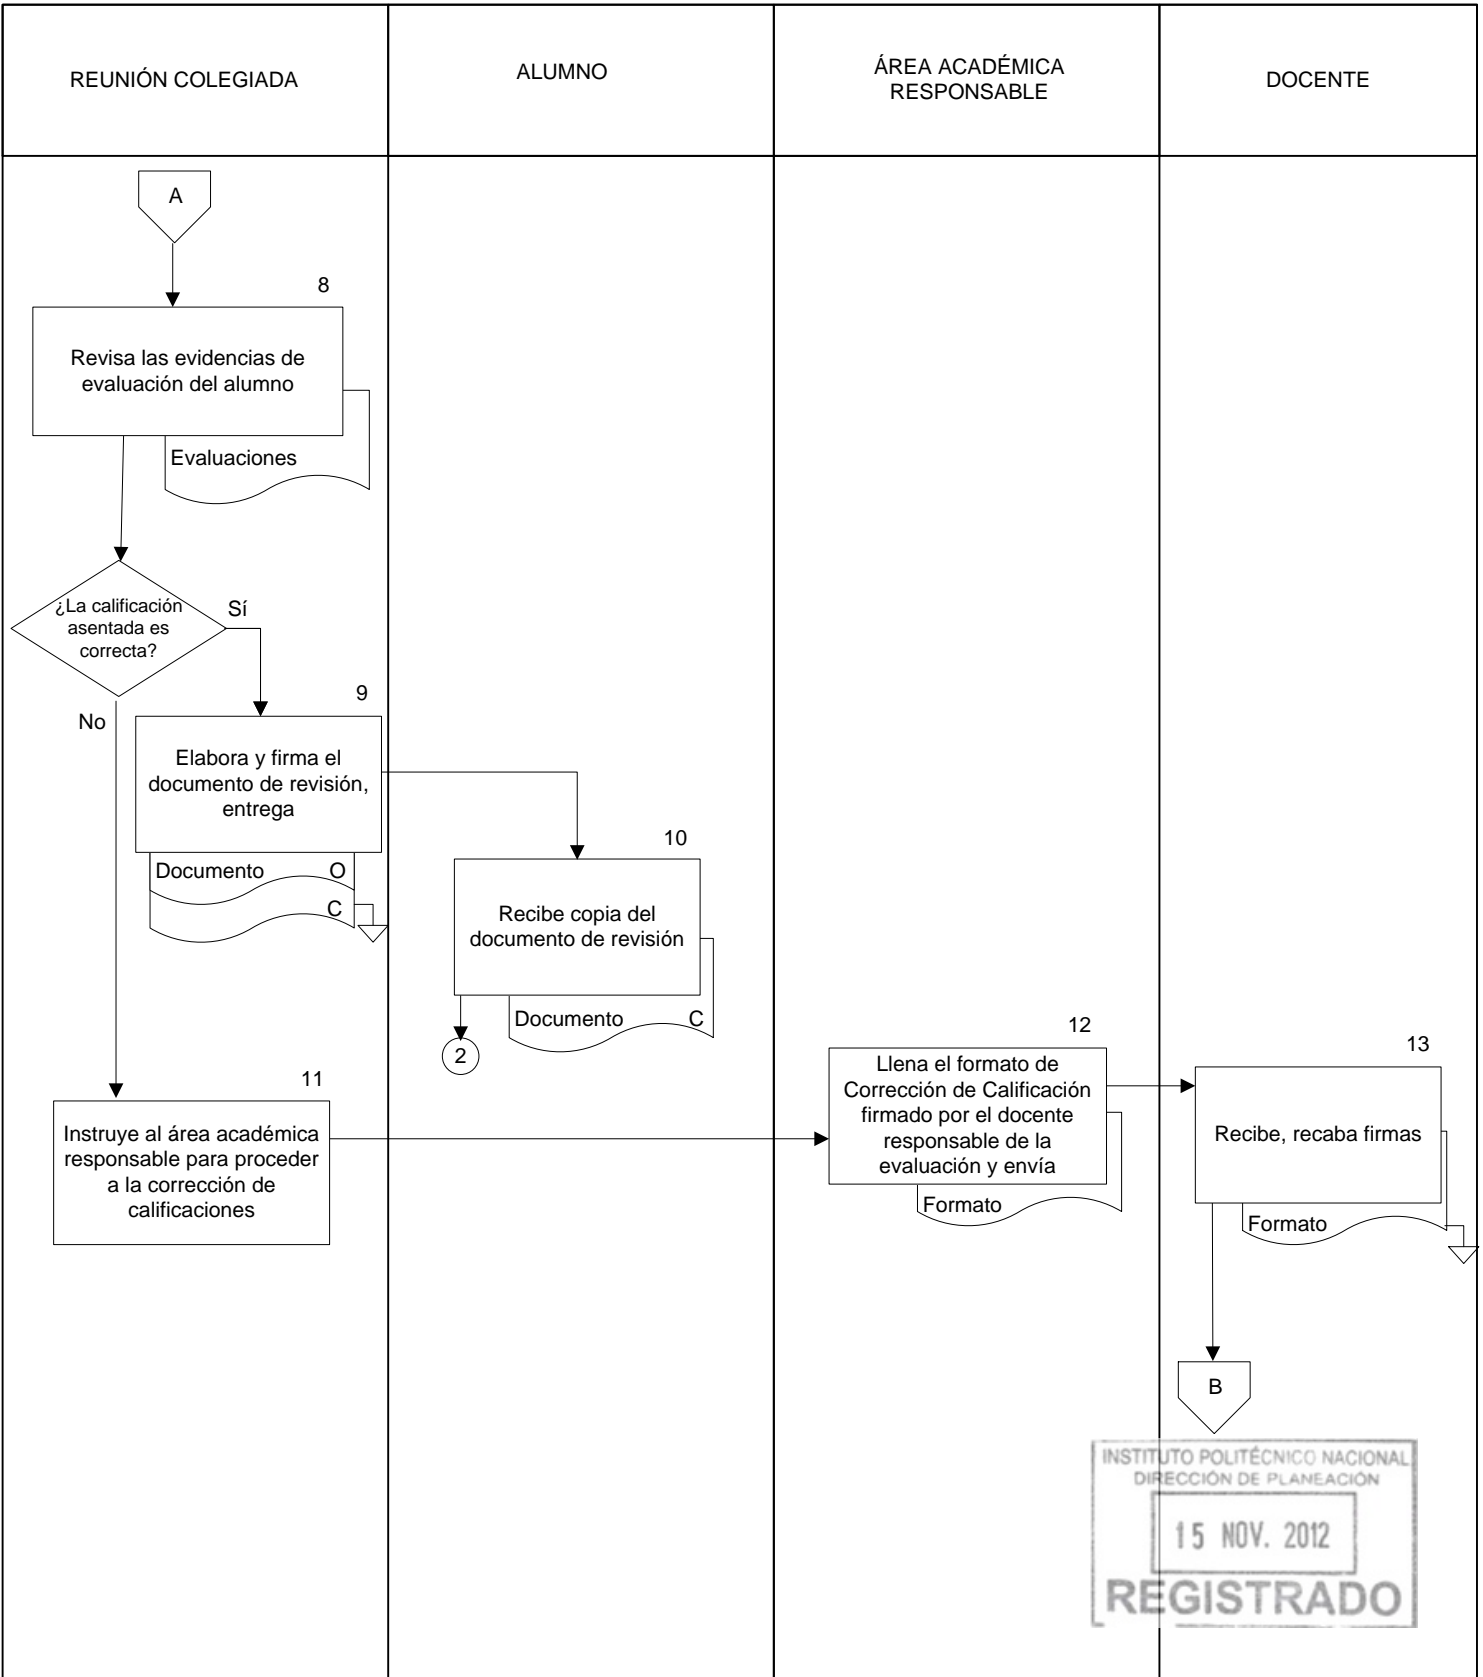 REUNIÓN COLEGIADA
ALUMNO
ÁREA ACADÉMICA
RESPONSABLE
DOCENTE
A
8
Revisa las evidencias de
evaluación del alumno
Evaluaciones
¿La calificación
asentada es
correcta?
Sí
No
9
Elabora y firma el
documento de revisión,
entrega
Documento O
C
10
Recibe copia del
documento de revisión
Documento C
2
11
Instruye al área académica
responsable para proceder
a la corrección de
calificaciones
12
Llena el formato de
Corrección de Calificación
firmado por el docente
responsable de la
evaluación y envía
Formato
13
Recibe, recaba firmas
Formato
B
INSTITUTO POLITÉCNICO NACIONAL
DIRECCIÓN DE PLANEACIÓN
15 NOV. 2012
REGISTRADO